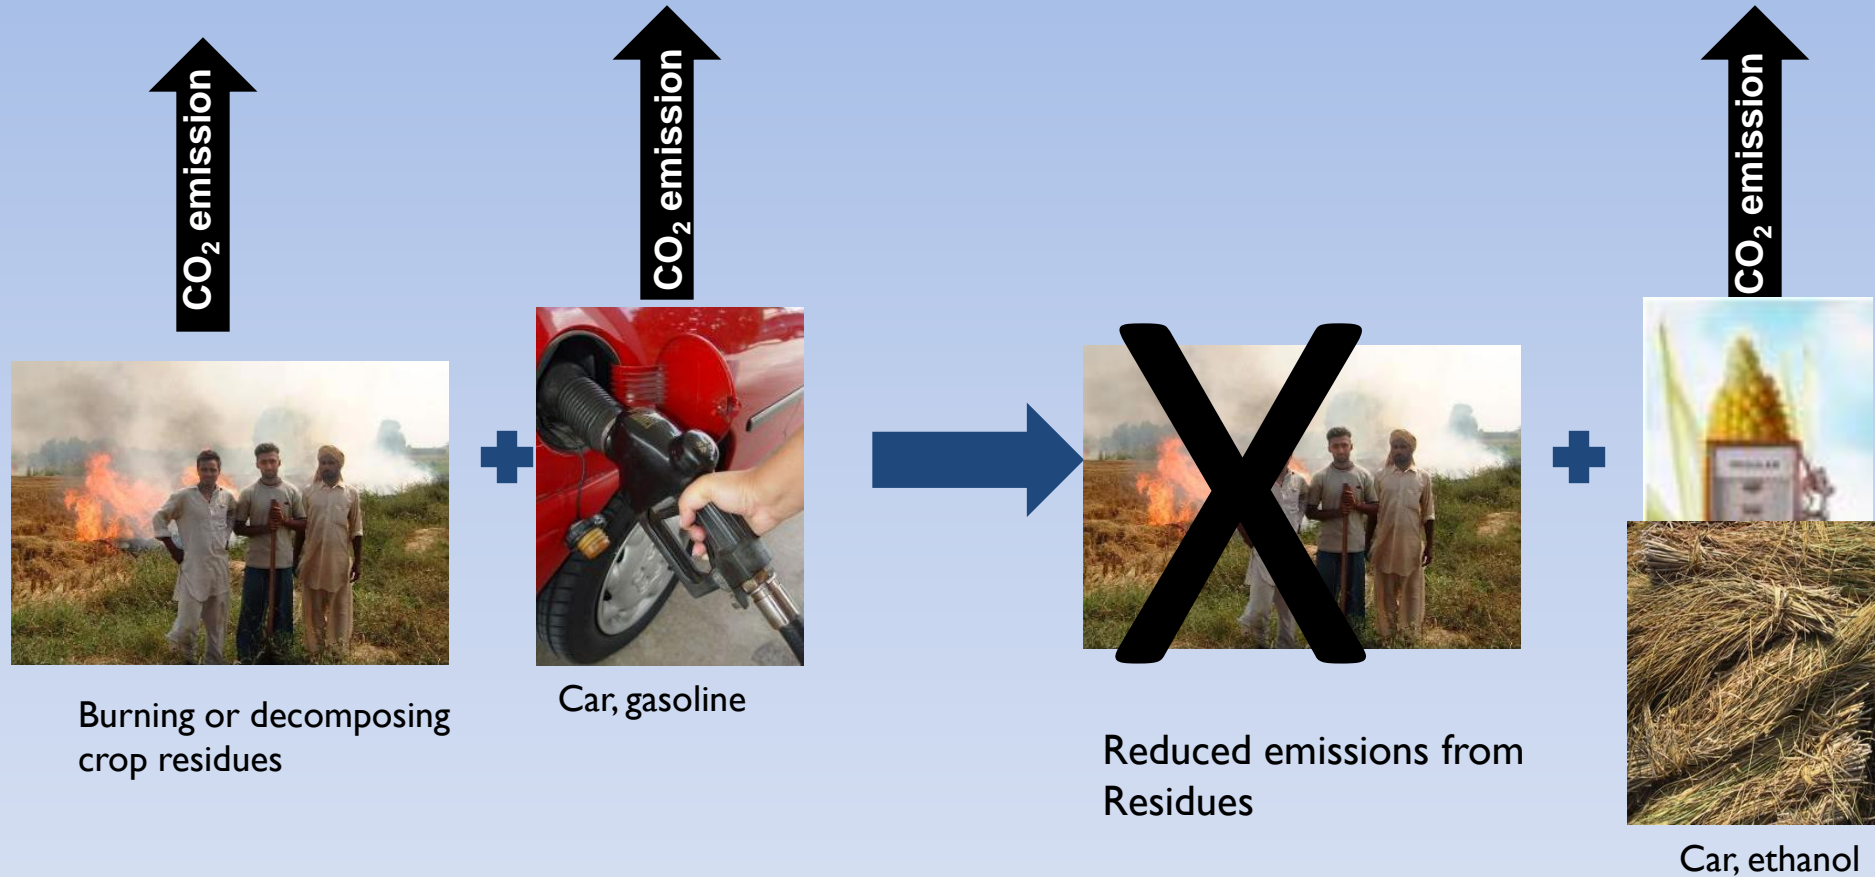 CO₂ emission
CO₂ emission
CO₂ emission
Burning or decomposing
crop residues
Car, gasoline
Reduced emissions from
Residues
Car, ethanol